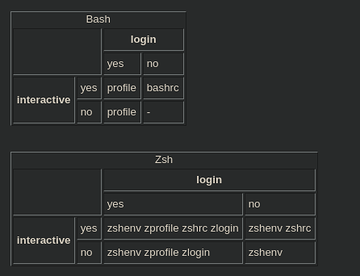 Bash
login
yes no
interactive yes profile bashrc
no profile -
Zsh
login
yes no
interactive yes zshenv zprofile zshrc zlogin zshenv zshrc
no zshenv zprofile zlogin zshenv